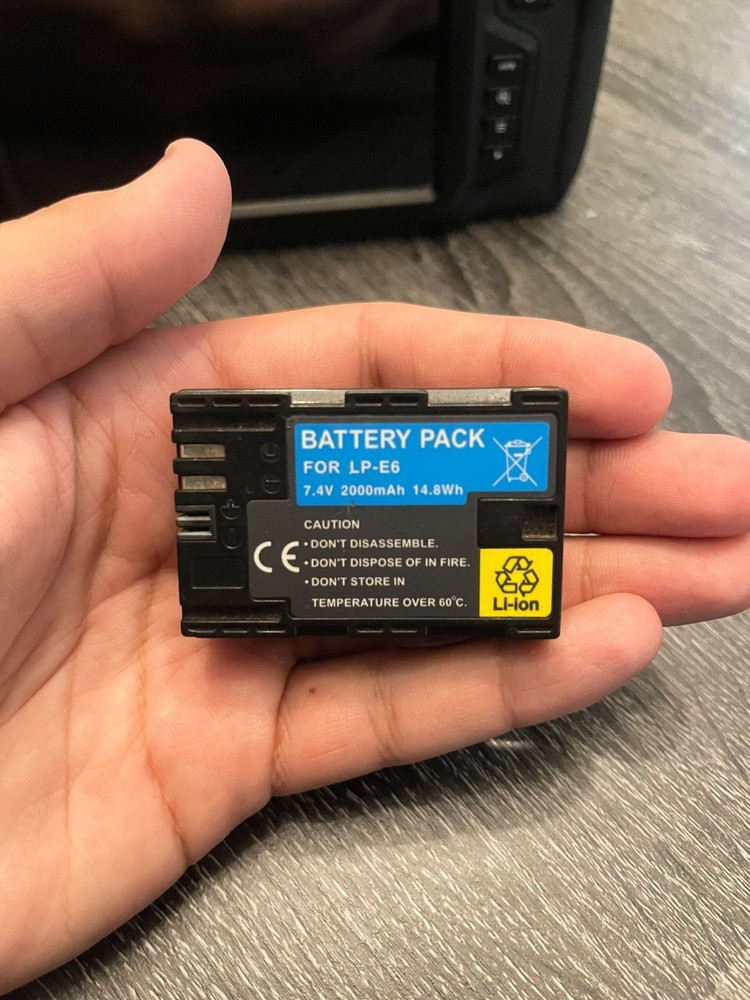 BATTERY PACK
FOR LP-E6
7.4V 2000mAh 14.8Wh
CAUTION
•DON'T DISASSEMBLE.
•DON'T DISPOSE OF IN FIRE.
•DON'T STORE IN
TEMPERATURE OVER 60°C.
CE
Li-ion